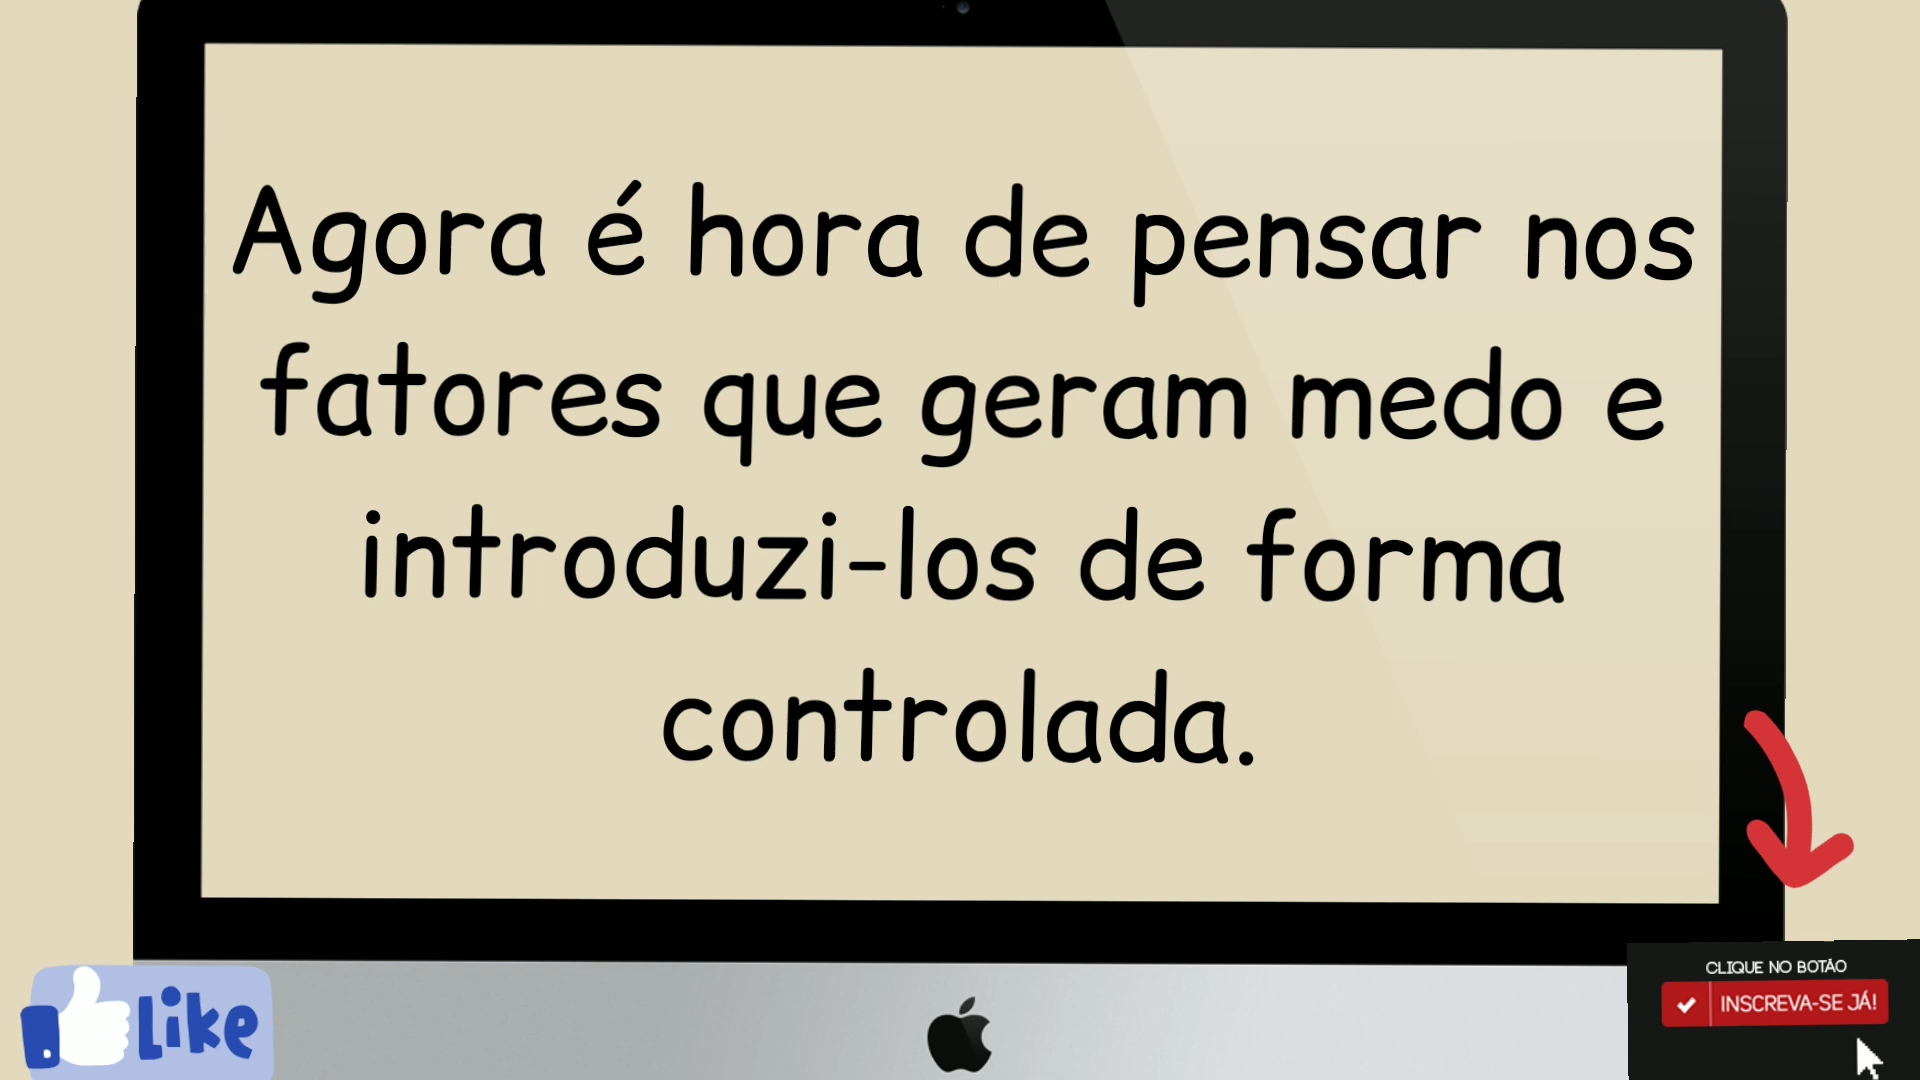 Agora é hora de pensar nos
fatores que geram medo e
introduzi-los de forma
controlada.
LIKE
CLIQUE NO BOTÃO
INSCREVA-SE JÁ!